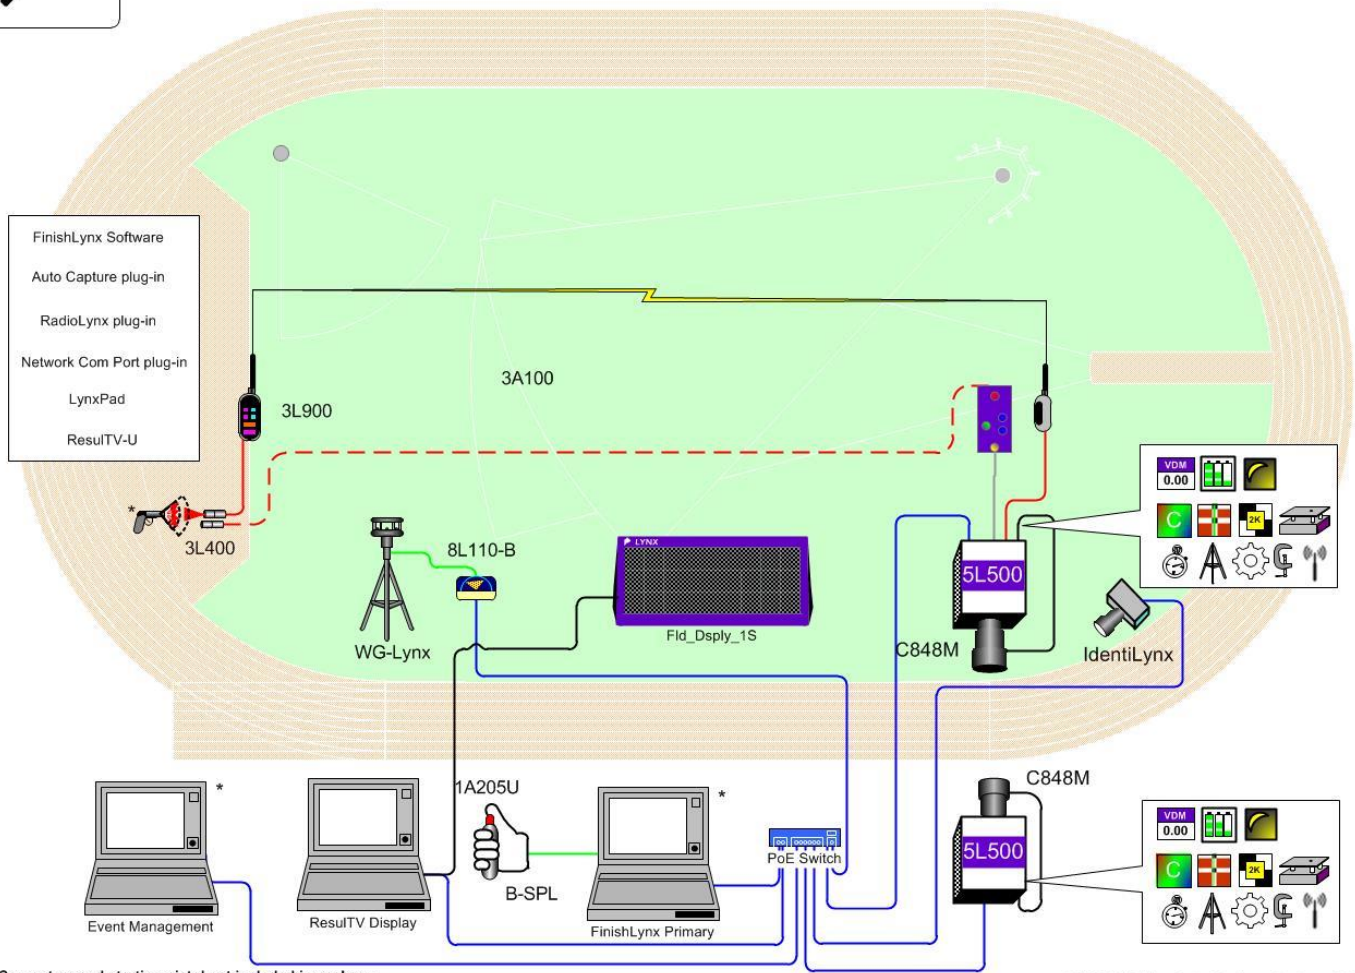 FinishLynx Software
Auto Capture plug-in
RadioLynx plug-in
Network Com Port plug-in
LynxPad
ResulTV-U
3A100
3L900
*
3L400
8L110-B
WG-Lynx
LYNX
Fld_Dsply_1S
5L500
C848M
VDM
0.00
C
2K
IdentiLynx
*
1A205U
*
B-SPL
PoE Switch
C848M
5L500
VDM
0.00
C
2K
Event Management
ResulTV Display
FinishLynx Primary